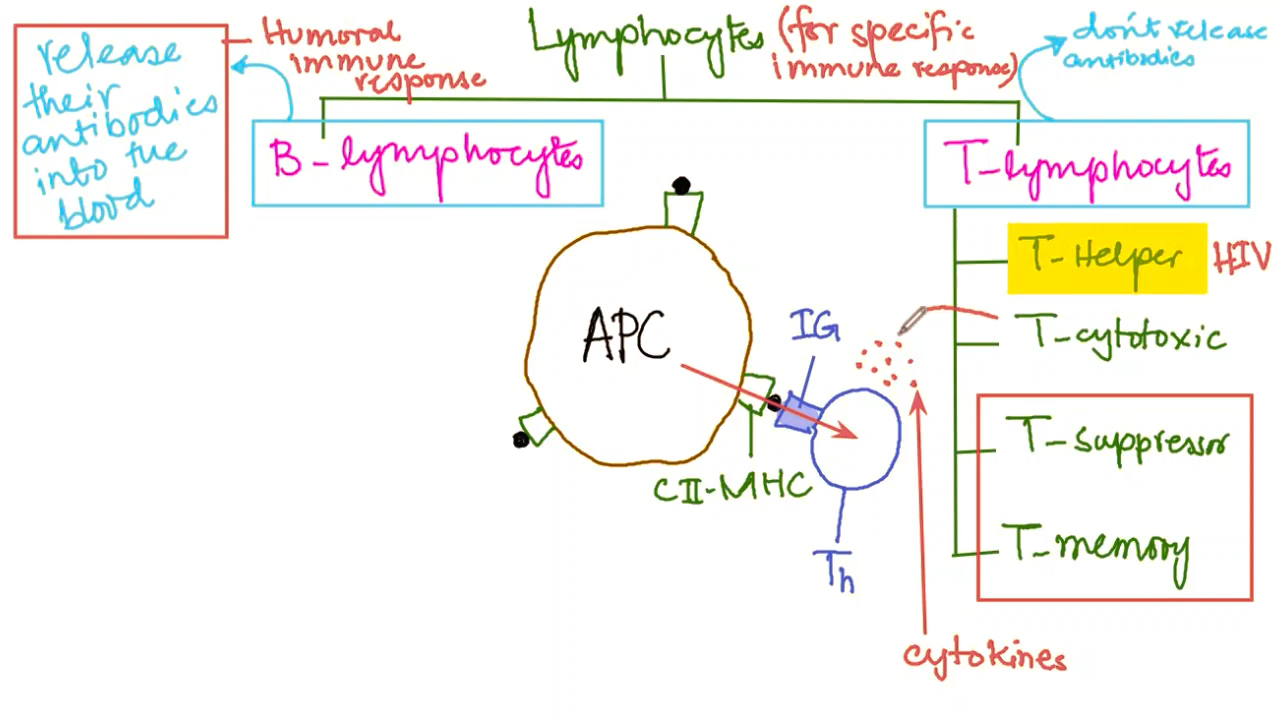 Lymphocytes (for specific
immune response)
don't release
antibodies
Humoral
immune
response
release
their
antibodies
into the
blood
B-lymphocytes
T-lymphocytes
T-Helper HIV
T-cytotoxic
T-suppressor
T-memory
APC
IG
CII-MHC
Th
cytokines